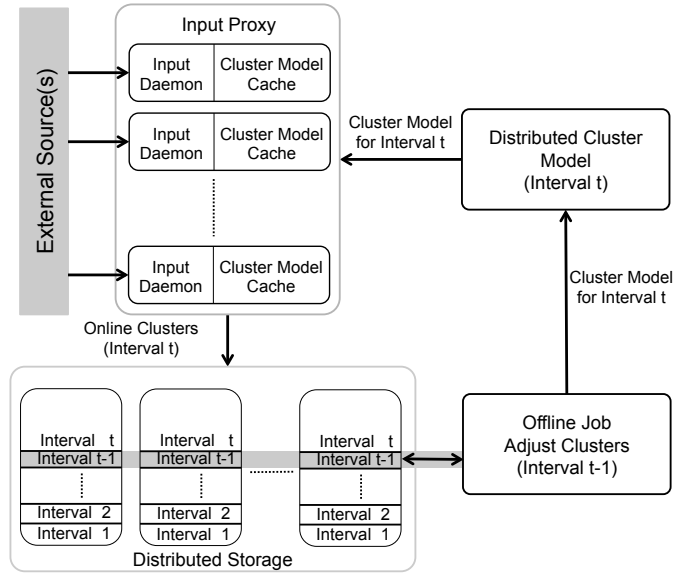 Input Proxy
External Source(s)
Input
Daemon
Cluster Model
Cache
Input
Daemon
Cluster Model
Cache
Input
Daemon
Cluster Model
Cache
Cluster Model
for Interval t
Distributed Cluster
Model
(Interval t)
Cluster Model
for Interval t
Online Clusters
(Interval t)
Interval t
Interval t-1
Interval 2
Interval 1
Interval t
Interval t-1
Interval 2
Interval 1
Interval t
Interval t-1
Interval 2
Interval 1
Distributed Storage
Offline Job
Adjust Clusters
(Interval t-1)